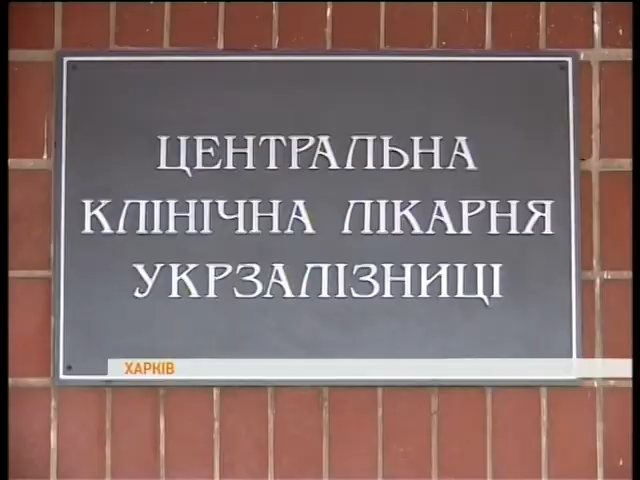 ЦЕНТРАЛЬНА
КЛІНІЧНА ЛІКАРНЯ
УКРЗАЛІЗНИЦІ
ХАРКІВ